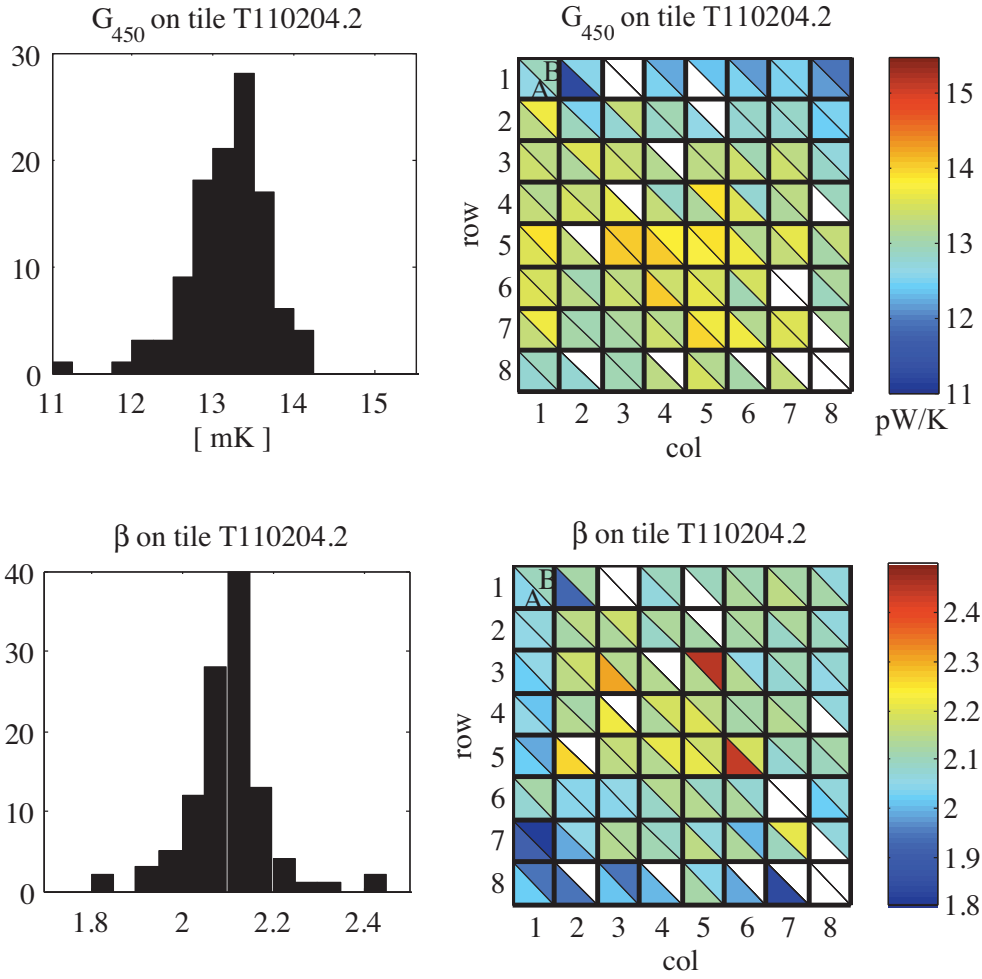 G450 on tile T110204.2
30
20
10
0
11 12 13 14 15
[ mK ]
G450 on tile T110204.2
row
1
2
3
4
5
6
7
8
B
A
1 2 3 4 5 6 7 8
col
15
14
13
12
11
pW/K
β on tile T110204.2
40
30
20
10
0
1.8 2 2.2 2.4
β on tile T110204.2
row
1
2
3
4
5
6
7
8
B
A
1 2 3 4 5 6 7 8
col
2.4
2.3
2.2
2.1
2
1.9
1.8